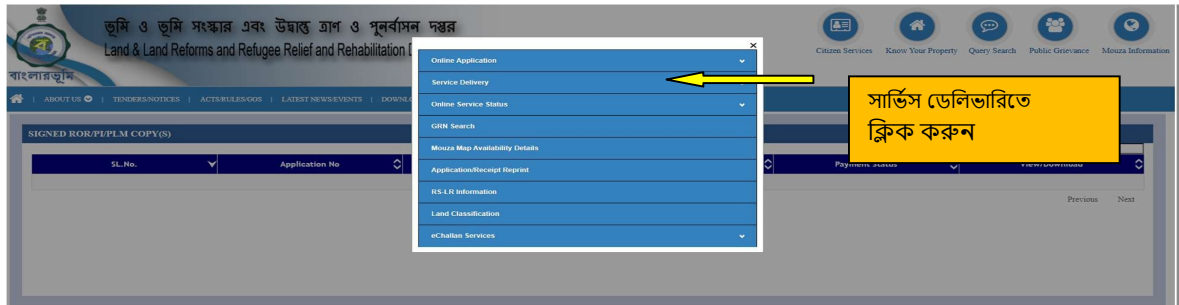 ভূমি ও ভূমি সংস্কার এবং উদ্বাস্তু ত্রাণ ও পূনর্বাসন দপ্তর
Land & Land Reforms and Refugee Relief and Rehabilitation
বাংলারভূমি
Citizen Services Know Your Property Query Search Public Grievance Mouza Information
ABOUT US | TENDERS/NOTICES | ACTS/RULES/GOS | LATEST NEWS/EVENTS |
×
Online Application
Service Delivery
Online Service Status
GRN Search
Mouza Map Availability Details
Application/Receipt Reprint
RS-LR Information
Land Classification
eChallan Services
সার্ভিস ডেলিভারিতে
ক্লিক করুন
SIGNED ROR/PI/PLM COPY(S)
SL.No. Application No Payment Status View/Download
Previous Next